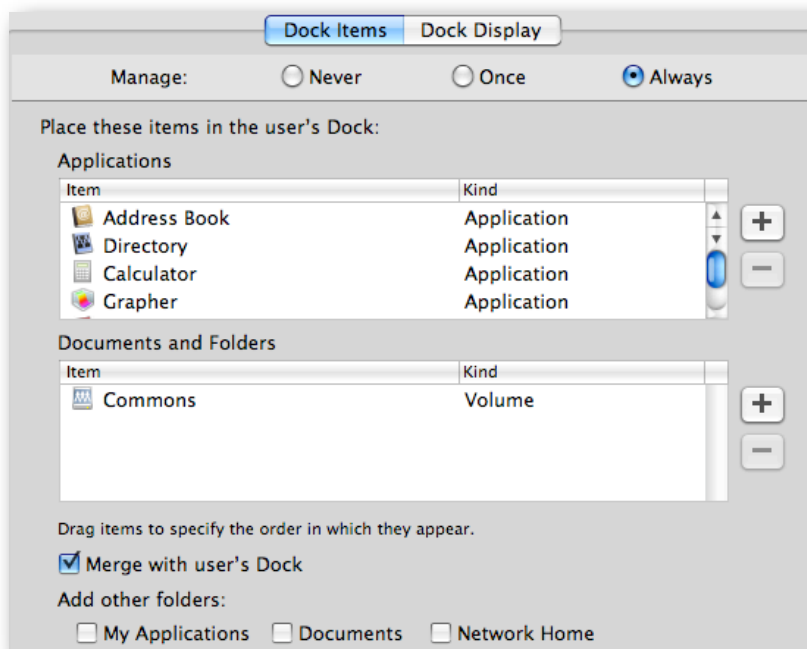 Dock Items Dock Display
Manage: Never Once Always
Place these items in the user's Dock:
Applications
Item Kind
Address Book Application
Directory Application
Calculator Application
Grapher Application
Documents and Folders
Item Kind
Commons Volume
Drag items to specify the order in which they appear.
Merge with user's Dock
Add other folders:
My Applications Documents Network Home